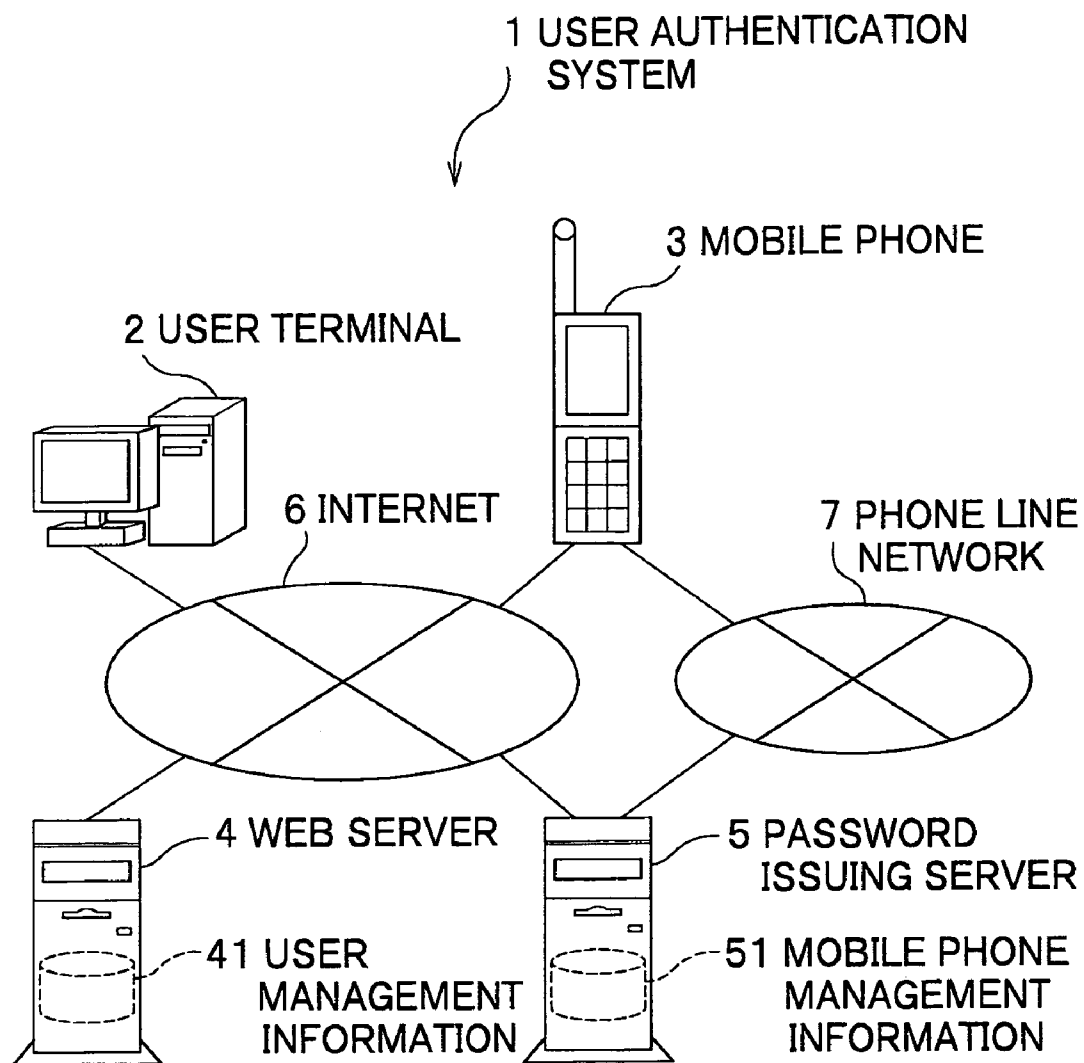 1 USER AUTHENTICATION
SYSTEM
3 MOBILE PHONE
2 USER TERMINAL
6 INTERNET
7 PHONE LINE
NETWORK
4 WEB SERVER
5 PASSWORD
ISSUING SERVER
41 USER
MANAGEMENT
INFORMATION
51 MOBILE PHONE
MANAGEMENT
INFORMATION